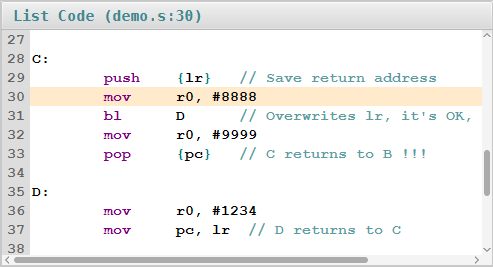 List Code (demo.s:30)
27
28 C:
29 push {lr} // Save return address
30 mov r0, #8888
31 bl D // Overwrites lr, it's OK,
32 mov r0, #9999
33 pop {pc} // C returns to B !!!
34
35 D:
36 mov r0, #1234
37 mov pc, lr // D returns to C
38